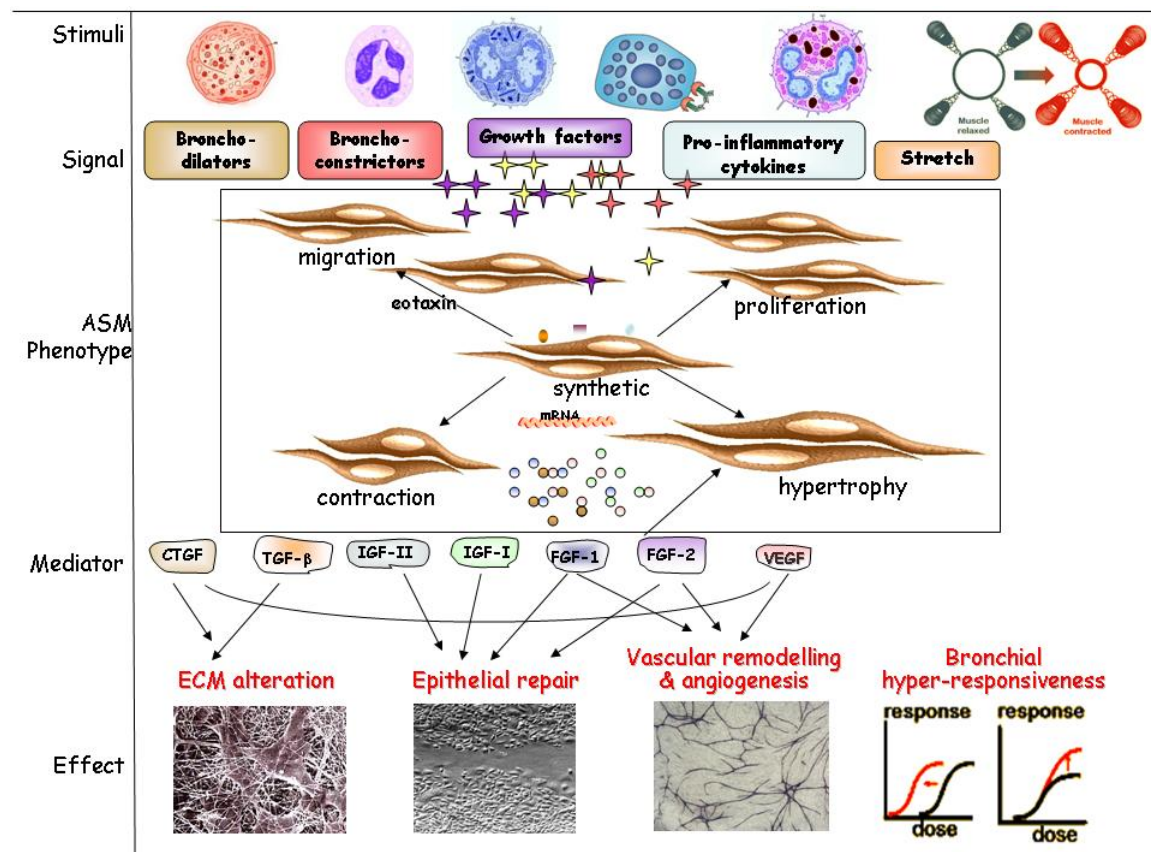 Stimuli
Muscle
relaxed
Muscle
contracted
Signal
Broncho-
dilators
Broncho-
constrictors
Growth factors
Pro-inflammatory
cytokines
Stretch
ASM
Phenotype
migration
eotaxin
proliferation
synthetic
mRNA
contraction
hypertrophy
Mediator
CTGF
TGF-β
IGF-II
IGF-I
FGF-1
FGF-2
VEGF
Effect
ECM alteration
Epithelial repair
Vascular remodelling
& angiogenesis
Bronchial
hyper-responsiveness
response
dose
response
dose